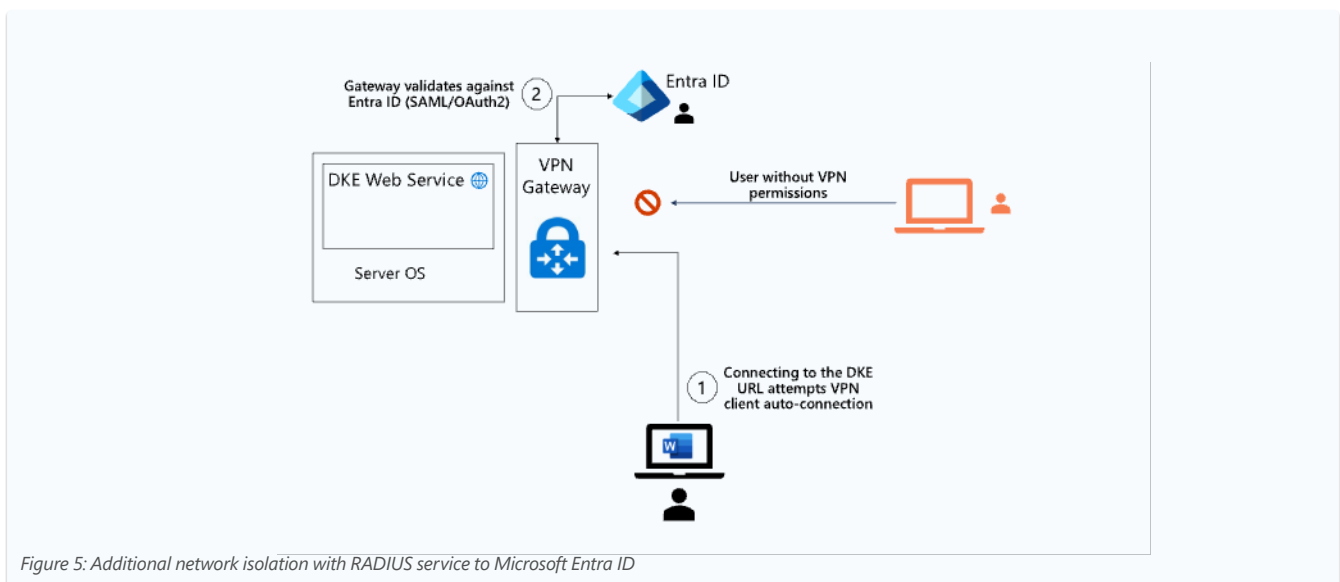 Gateway validates against
Entra ID (SAML/OAuth2)
2
Entra ID
DKE Web Service
Server OS
VPN
Gateway
User without VPN
permissions
1
Connecting to the DKE
URL attempts VPN
client auto-connection
W
Figure 5: Additional network isolation with RADIUS service to Microsoft Entra ID